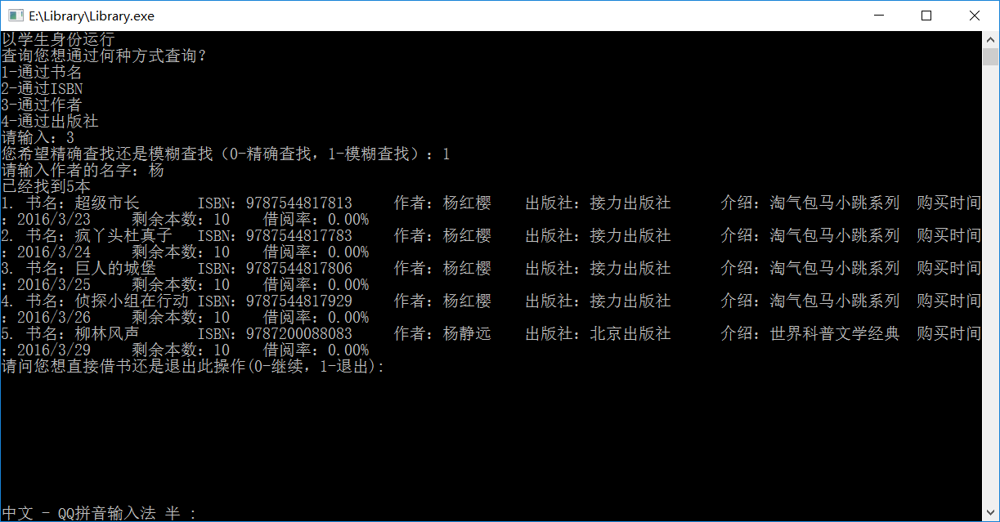 E:\Library\Library.exe
以学生身份运行
查询您想通过何种方式查询?
1-通过书名
2-通过ISBN
3-通过作者
4-通过出版社
请输入：3
您希望精确查找还是模糊查找（0-精确查找，1-模糊查找）：1
请输入作者的名字：杨
已经找到5本
1. 书名：超级市长 ISBN：9787544817813 作者：杨红樱 出版社：接力出版社 介绍：淘气包马小跳系列 购买时间
：2016/3/23 剩余本数：10 借阅率：0.00%
2. 书名：疯丫头杜真子 ISBN：9787544817783 作者：杨红樱 出版社：接力出版社 介绍：淘气包马小跳系列 购买时间
：2016/3/24 剩余本数：10 借阅率：0.00%
3. 书名：巨人的城堡 ISBN：9787544817806 作者：杨红樱 出版社：接力出版社 介绍：淘气包马小跳系列 购买时间
：2016/3/25 剩余本数：10 借阅率：0.00%
4. 书名：侦探小组在行动 ISBN：9787544817929 作者：杨红樱 出版社：接力出版社 介绍：淘气包马小跳系列 购买时间
：2016/3/26 剩余本数：10 借阅率：0.00%
5. 书名：柳林风声 ISBN：9787200088083 作者：杨静远 出版社：北京出版社 介绍：世界科普文学经典 购买时间
：2016/3/29 剩余本数：10 借阅率：0.00%
请问您想直接借书还是退出此操作(0-继续，1-退出):
中文 - QQ拼音输入法 半 :